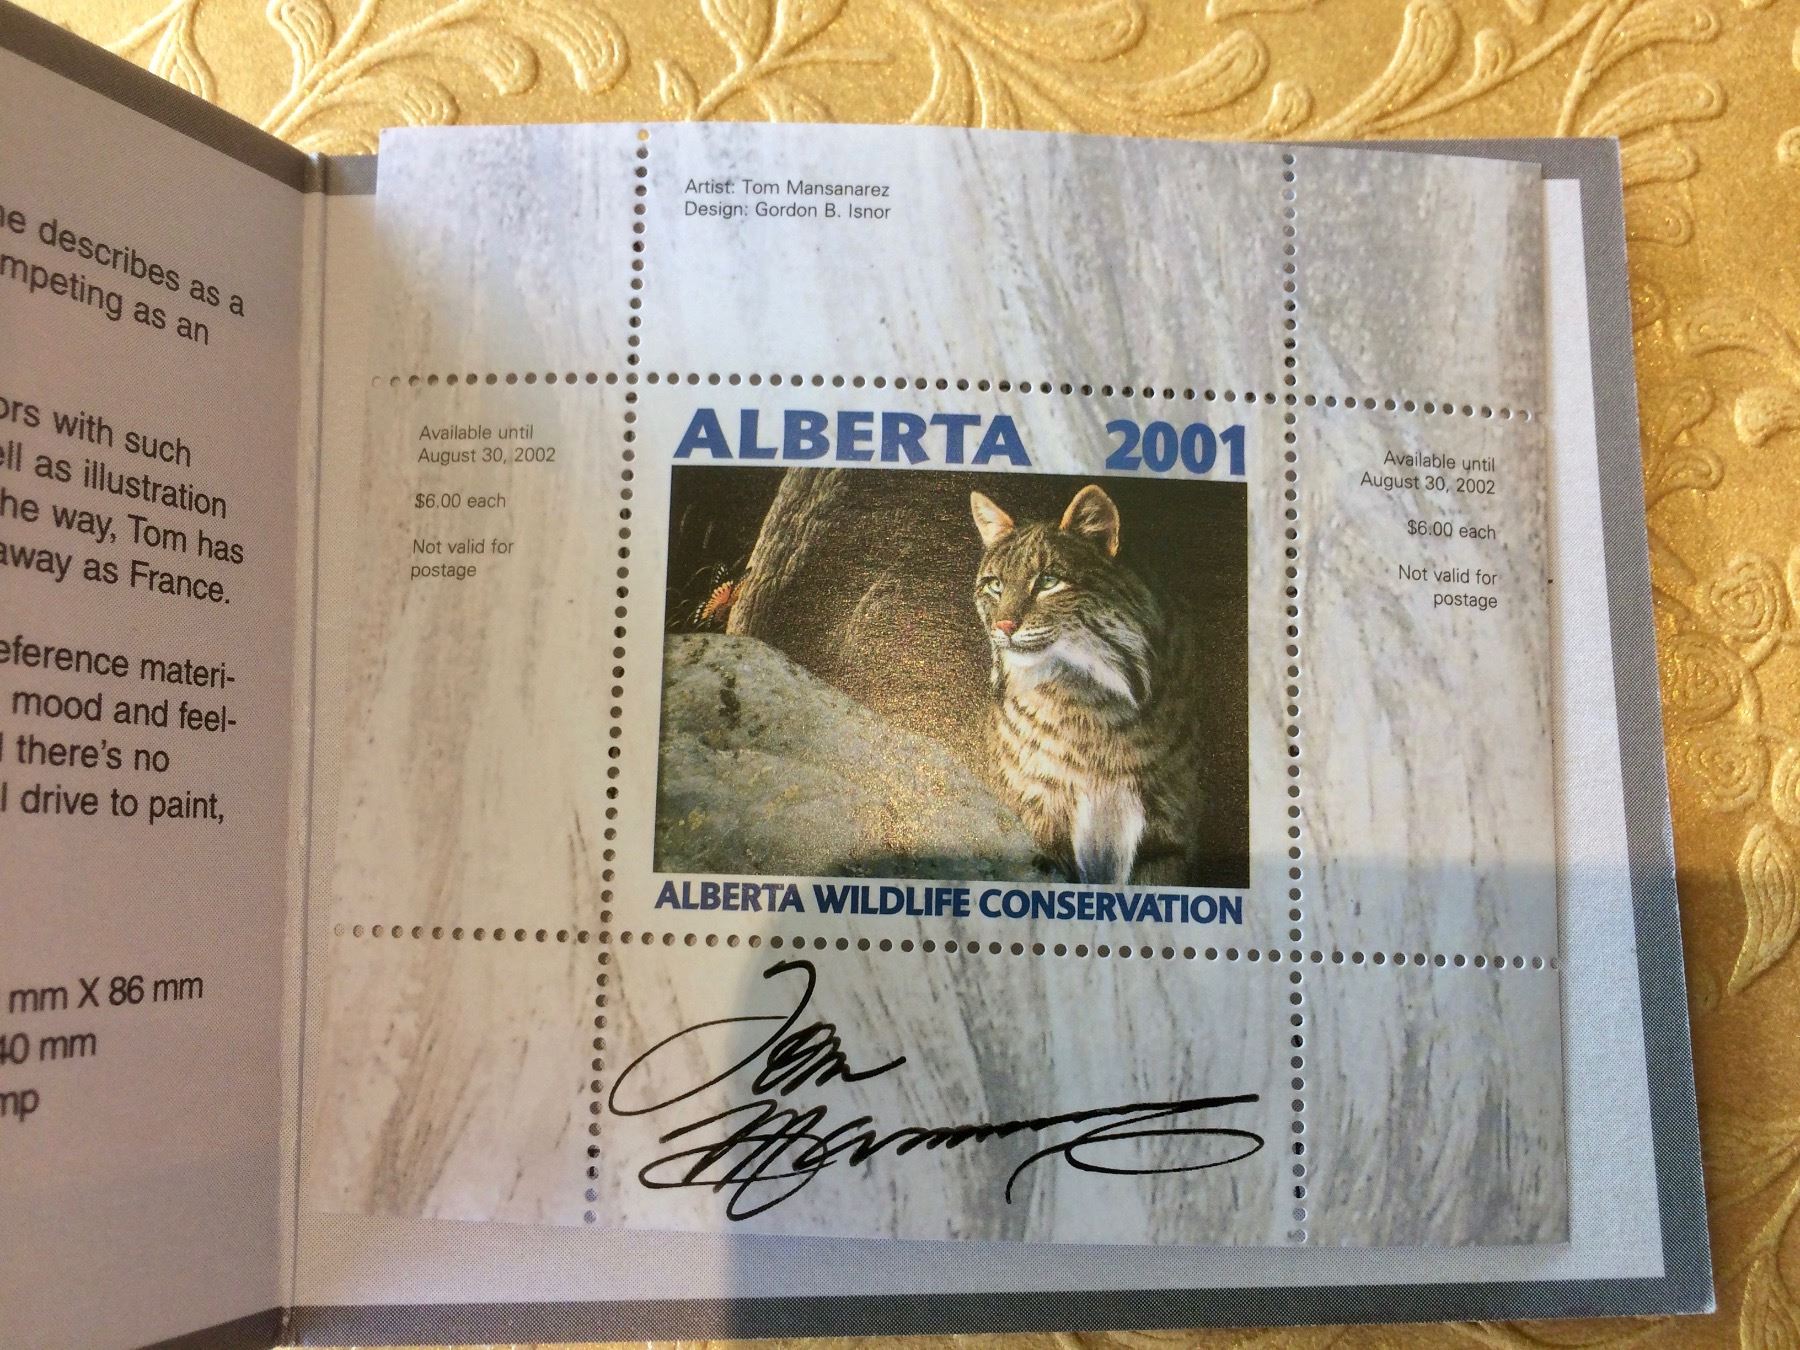 he describes as a
mpeting as an
ors with such
ell as illustration
he way, Tom has
away as France.
eference materi-
mood and feel-
there's no
drive to paint,
mm X 86 mm
40 mm
mp
Artist: Tom Mansanarez
Design: Gordon B. Isnor
Available until
August 30, 2002
$6.00 each
Not valid for
postage
ALBERTA 2001
ALBERTA WILDLIFE CONSERVATION
Available until
August 30, 2002
$6.00 each
Not valid for
postage
Tom